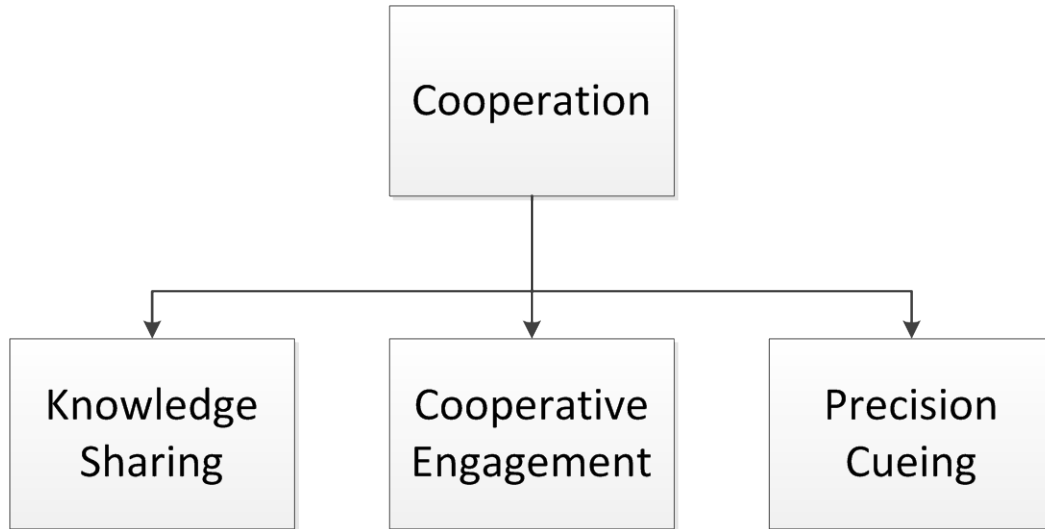 Cooperation
Knowledge
Sharing
Cooperative
Engagement
Precision
Cueing